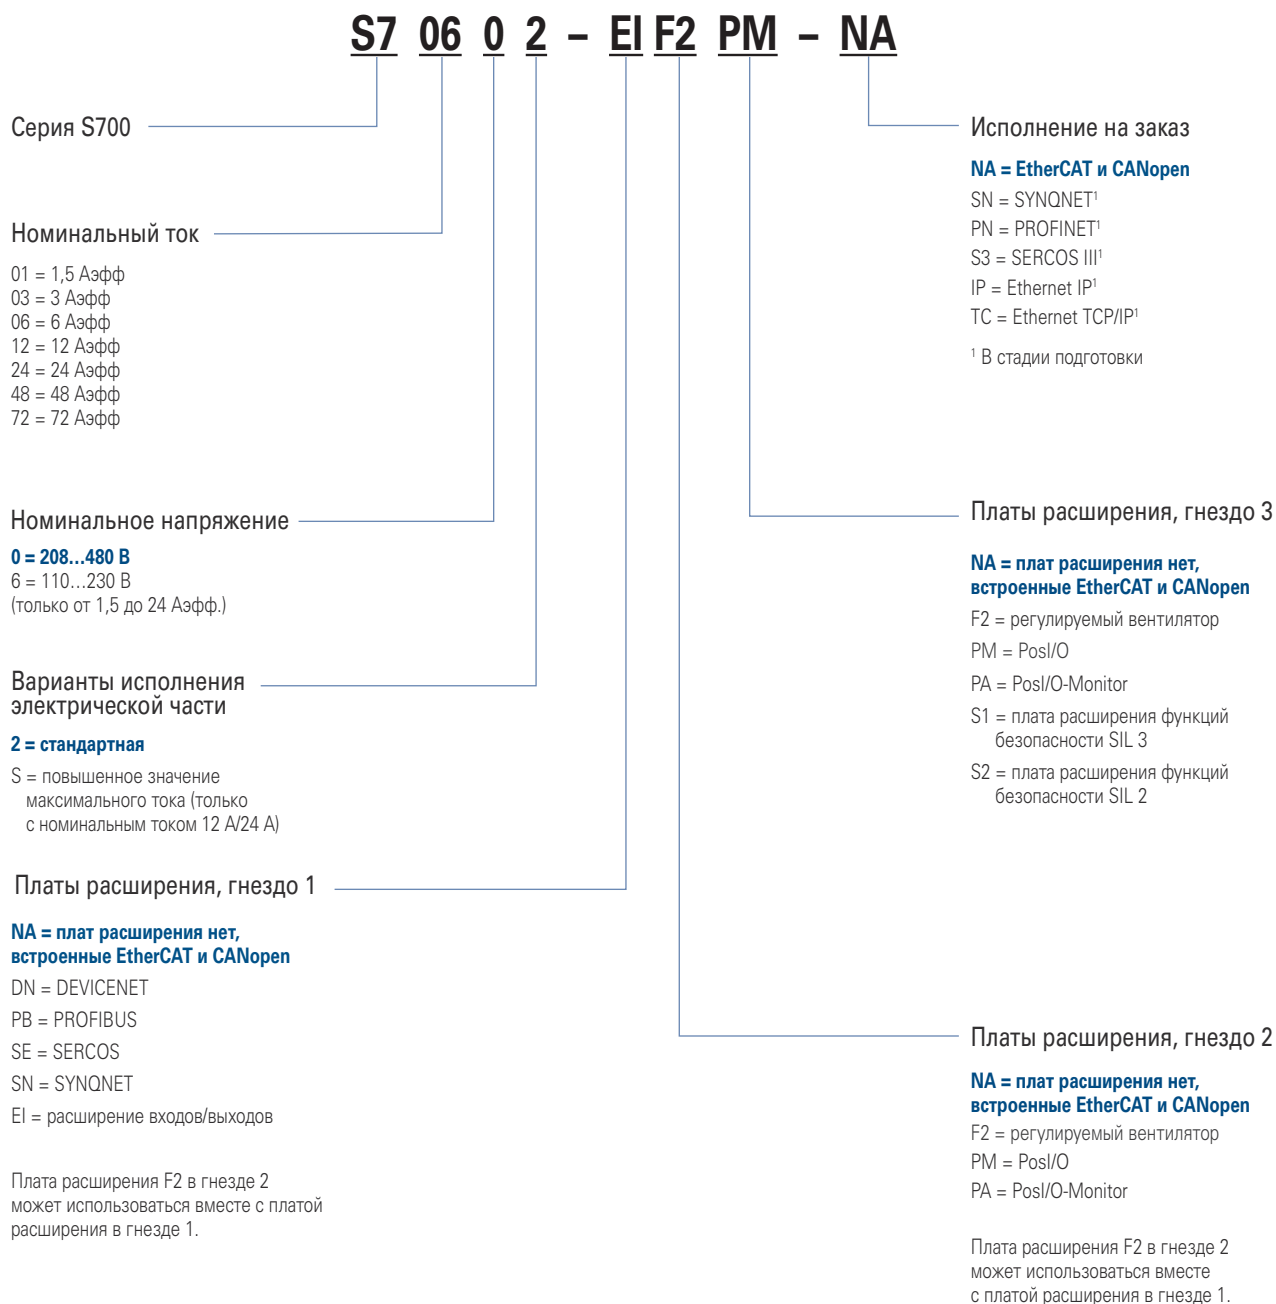 S7 06 0 2 – EI F2 PM – NA
Серия S700
Номинальный ток
01 = 1,5 Аэфф
03 = 3 Аэфф
06 = 6 Аэфф
12 = 12 Аэфф
24 = 24 Аэфф
48 = 48 Аэфф
72 = 72 Аэфф
Номинальное напряжение
0 = 208…480 В
6 = 110…230 В
(только от 1,5 до 24 Аэфф.)
Варианты исполнения
электрической части
2 = стандартная
S = повышенное значение
максимального тока (только
с номинальным током 12 А/24 А)
Платы расширения, гнездо 1
NA = плат расширения нет,
встроенные EtherCAT и CANopen
DN = DEVICENET
PB = PROFIBUS
SE = SERCOS
SN = SYNQNET
EI = расширение входов/выходов
Плата расширения F2 в гнезде 2
может использоваться вместе с платой
расширения в гнезде 1.
Исполнение на заказ
NA = EtherCAT и CANopen
SN = SYNQNET¹
PN = PROFINET¹
S3 = SERCOS III¹
IP = Ethernet IP¹
TC = Ethernet TCP/IP¹
¹ В стадии подготовки
Платы расширения, гнездо 3
NA = плат расширения нет,
встроенные EtherCAT и CANopen
F2 = регулируемый вентилятор
PM = PosI/O
PA = PosI/O-Monitor
S1 = плата расширения функций
безопасности SIL 3
S2 = плата расширения функций
безопасности SIL 2
Платы расширения, гнездо 2
NA = плат расширения нет,
встроенные EtherCAT и CANopen
F2 = регулируемый вентилятор
PM = PosI/O
PA = PosI/O-Monitor
Плата расширения F2 в гнезде 2
может использоваться вместе
с платой расширения в гнезде 1.